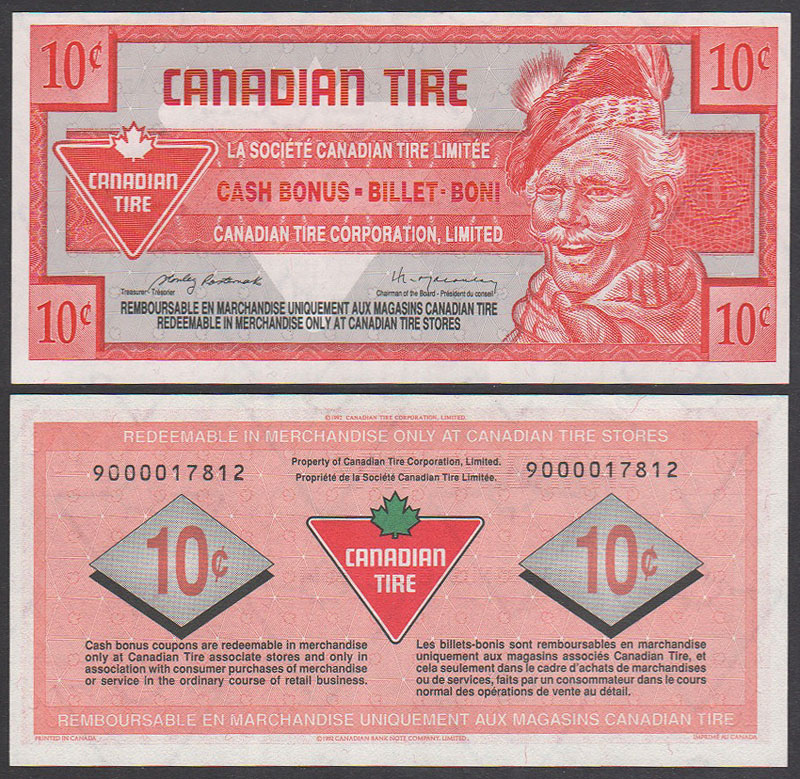 10¢ 10¢
CANADIAN TIRE
LA SOCIÉTÉ CANADIAN TIRE LIMITÉE
CANADIAN
TIRE
CASH BONUS - BILLET - BONI
CANADIAN TIRE CORPORATION, LIMITED
Treasurer - Trésorier Chairman of the Board - Président du conseil
10¢ 10¢
REMBOURSABLE EN MARCHANDISE UNIQUEMENT AUX MAGASINS CANADIAN TIRE
REDEEMABLE IN MERCHANDISE ONLY AT CANADIAN TIRE STORES
©1992 CANADIAN TIRE CORPORATION, LIMITED.
REDEEMABLE IN MERCHANDISE ONLY AT CANADIAN TIRE STORES
9000017812 9000017812
Property of Canadian Tire Corporation, Limited.
Propriété de la Société Canadian Tire Limitée.
10¢ 10¢
CANADIAN
TIRE
Cash bonus coupons are redeemable in merchandise
only at Canadian Tire associate stores and only in
association with consumer purchases of merchandise
or service in the ordinary course of retail business.
Les billets-bonis sont remboursables en marchandise
uniquement aux magasins associés Canadian Tire, et
cela seulement dans le cadre d'achats de marchandises
ou de services, faits par un consommateur dans le cours
normal des opérations de vente au détail.
REMBOURSABLE EN MARCHANDISE UNIQUEMENT AUX MAGASINS CANADIAN TIRE
PRINTED IN CANADA ©1992 CANADIAN BANK NOTE COMPANY, LIMITED. IMPRIMÉ AU CANADA